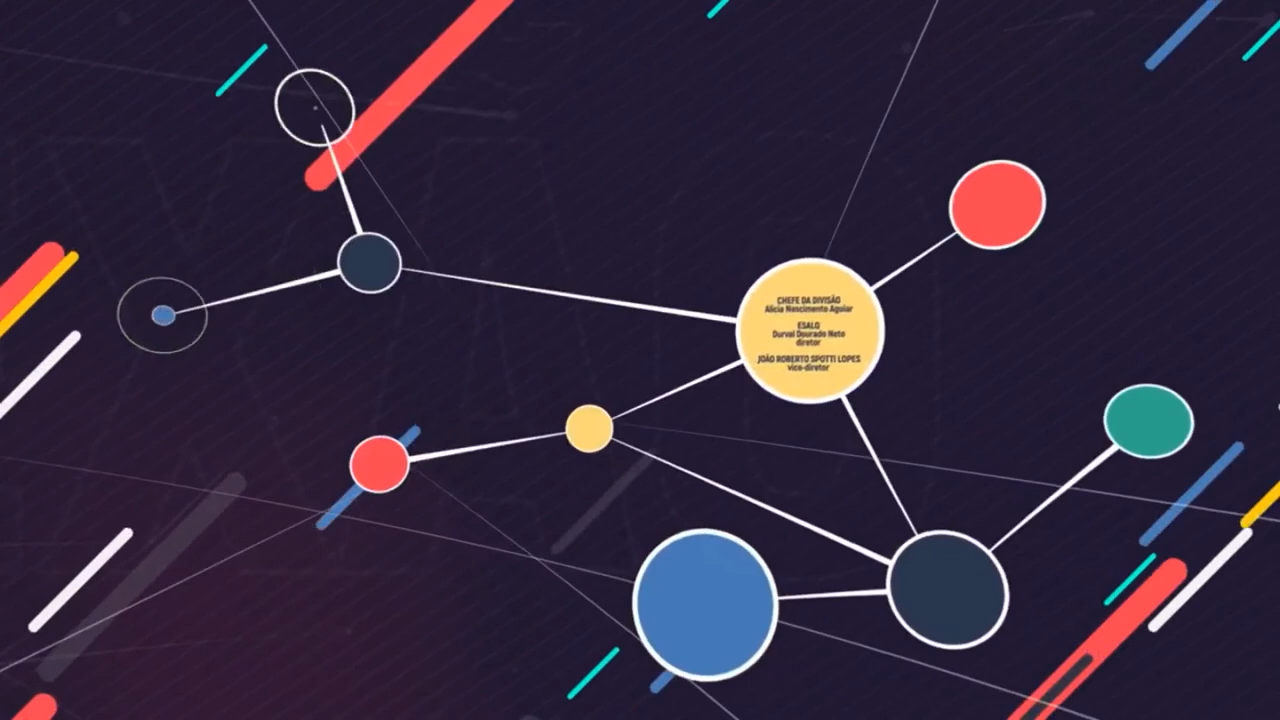 CHEFE DA DIVISÃO
Alicia Nascimento Aguiar
ESALQ
Durval Dourado Neto
diretor
JOÃO ROBERTO SPOTTI LOPES
vice-diretor